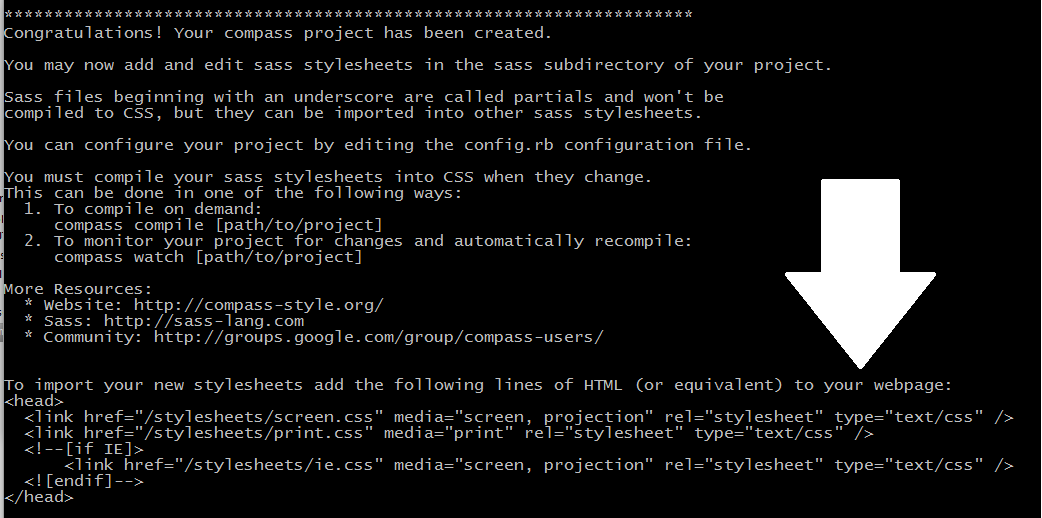 *********************************************************************
Congratulations! Your compass project has been created.

You may now add and edit sass stylesheets in the sass subdirectory of your project.

Sass files beginning with an underscore are called partials and won't be
compiled to CSS, but they can be imported into other sass stylesheets.

You can configure your project by editing the config.rb configuration file.

You must compile your sass stylesheets into CSS when they change.
This can be done in one of the following ways:
  1. To compile on demand:
     compass compile [path/to/project]
  2. To monitor your project for changes and automatically recompile:
     compass watch [path/to/project]

More Resources:
  * Website: http://compass-style.org/
  * Sass: http://sass-lang.com
  * Community: http://groups.google.com/group/compass-users/

To import your new stylesheets add the following lines of HTML (or equivalent) to your webpage:
<head>
  <link href="/stylesheets/screen.css" media="screen, projection" rel="stylesheet" type="text/css" />
  <link href="/stylesheets/print.css" media="print" rel="stylesheet" type="text/css" />
  <!--[if IE]>
      <link href="/stylesheets/ie.css" media="screen, projection" rel="stylesheet" type="text/css" />
  <![endif]-->
</head>